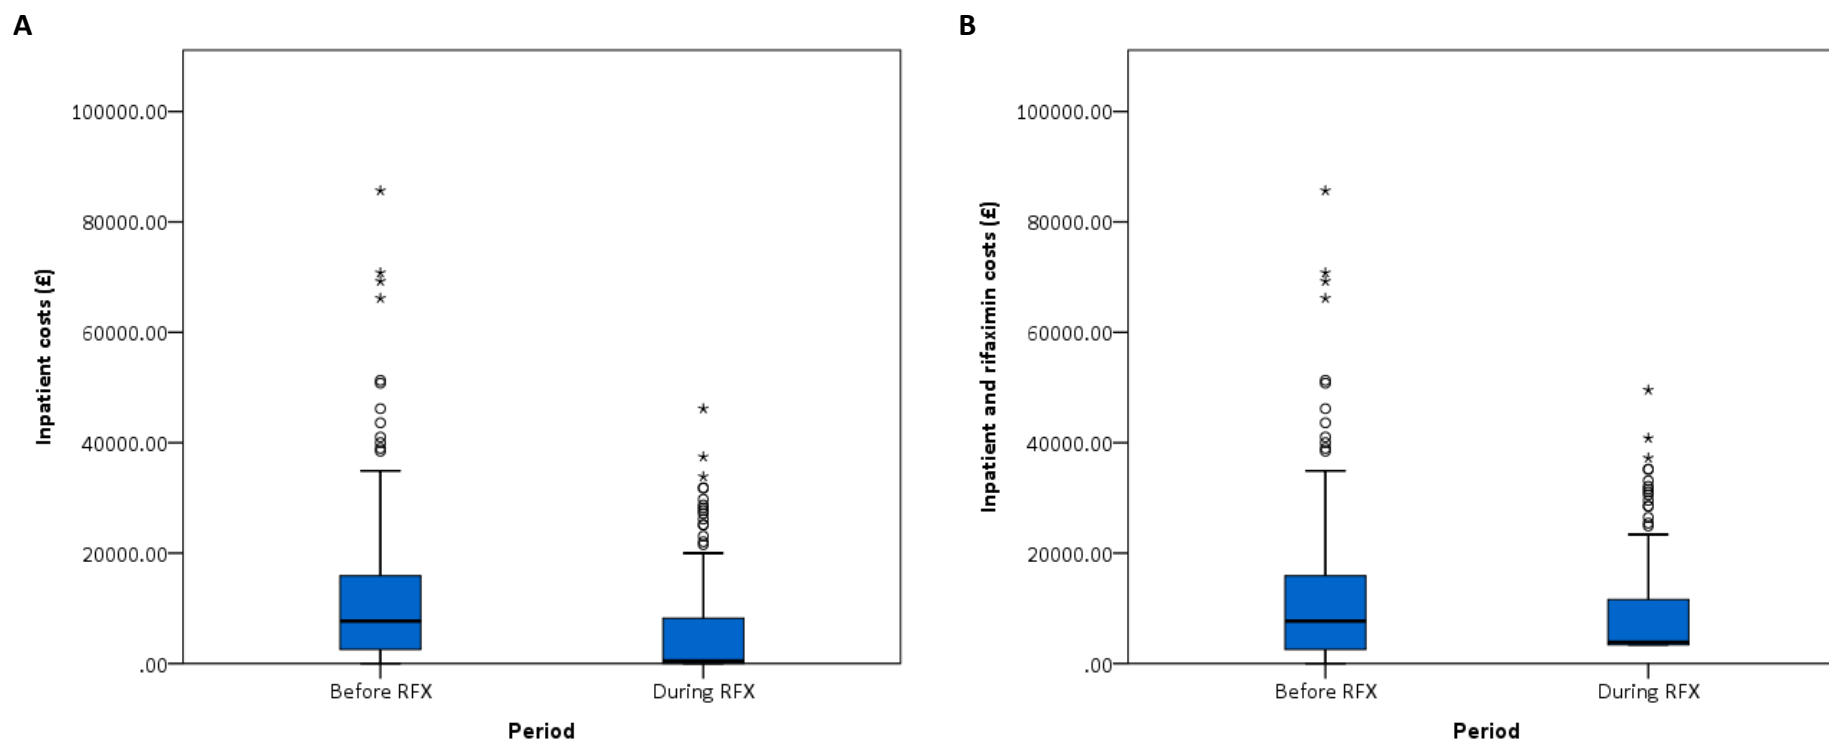 A
Inpatient costs (£)
100000.00
80000.00
60000.00
40000.00
20000.00
.00
Before RFX
During RFX
Period
B
Inpatient and rifaximin costs (£)
100000.00
80000.00
60000.00
40000.00
20000.00
.00
Before RFX
During RFX
Period